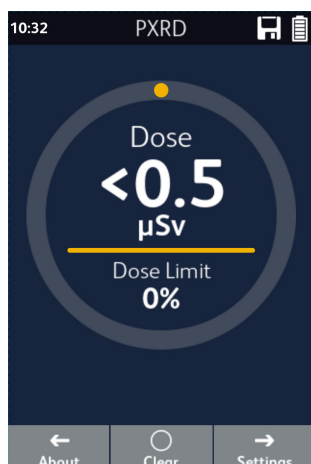 10:32 PXRD
Dose
<0.5
µSv
Dose Limit
0%
About Clear Settings